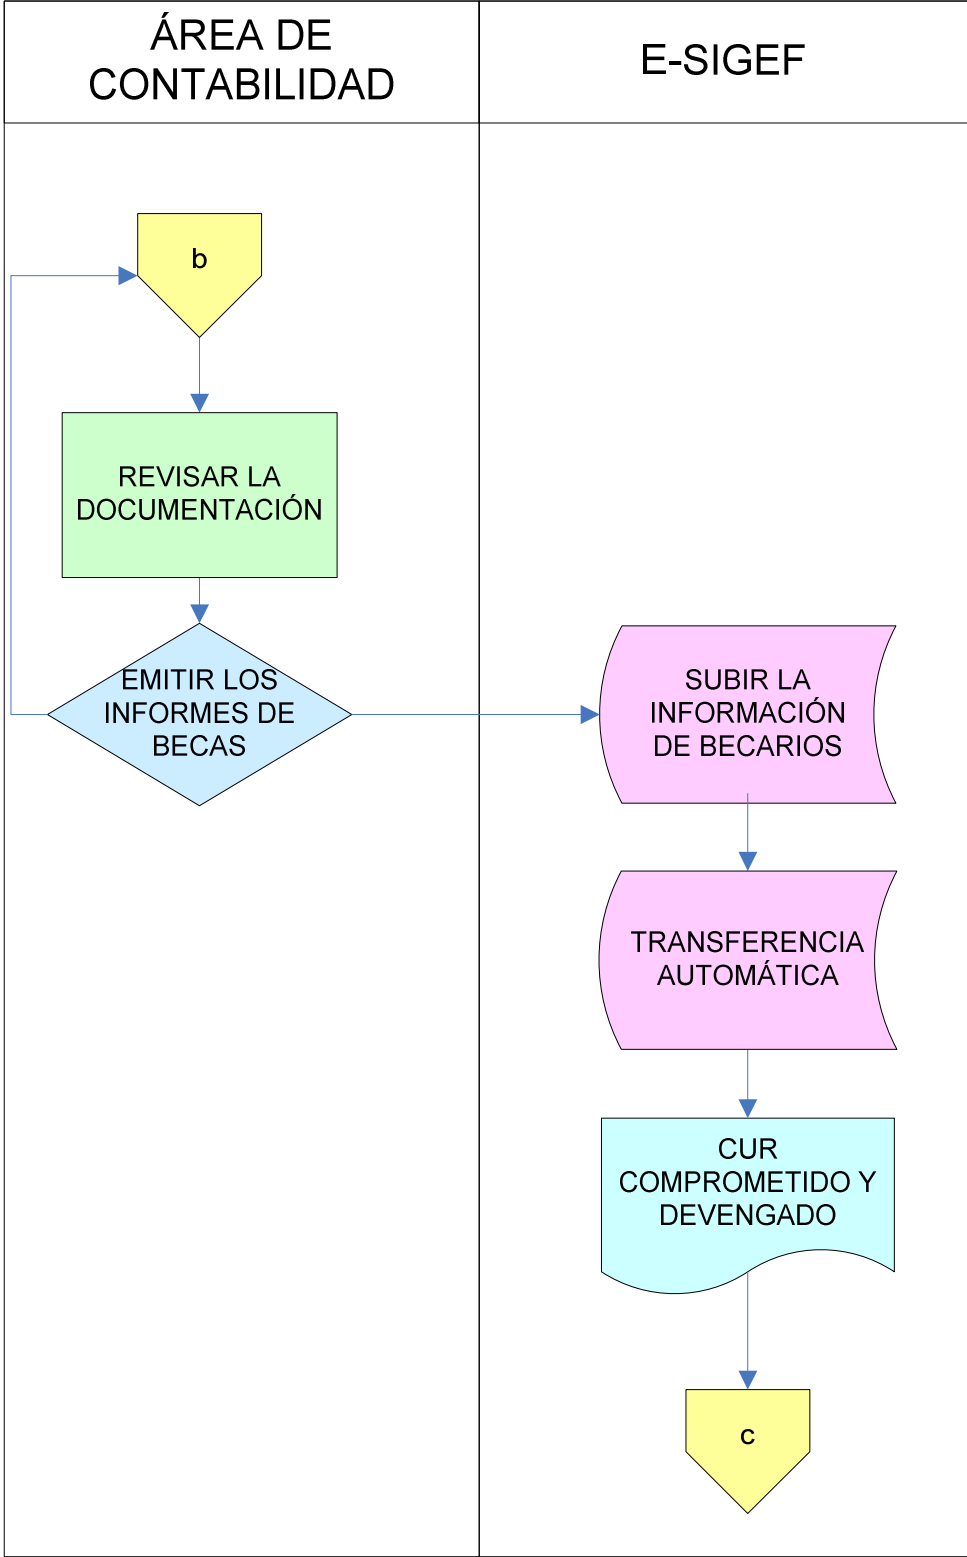 ÁREA DE
CONTABILIDAD
E-SIGEF
b
REVISAR LA
DOCUMENTACIÓN
EMITIR LOS
INFORMES DE
BECAS
SUBIR LA
INFORMACIÓN
DE BECARIOS
TRANSFERENCIA
AUTOMÁTICA
CUR
COMPROMETIDO Y
DEVENGADO
c